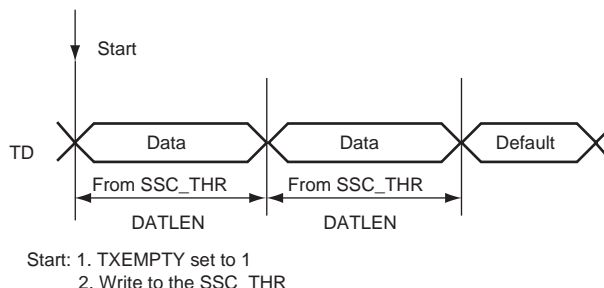 Start
TD
Data Data Default
From SSC_THR From SSC_THR
DATLEN DATLEN
Start: 1. TXEMPTY set to 1
2. Write to the SSC_THR